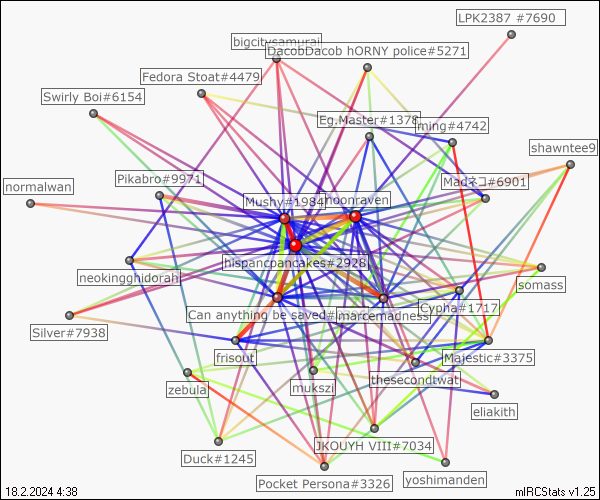 LPK2387 #7690
bigcitysamurai
DacobDacob hORNY police#5271
Fedora Stoat#4479
Swirly Boi#6154
Eg.Master#1378
ming#4742
shawntee9
Pikabro#9971
Madネコ#6901
normalwan
Mushy#1984
noonraven
hispancpancakes#2928
neokingghidorah
somass
Can anything be saved#
marcemadness
Cypha#1717
Silver#7938
frisout
Majestic#3375
thesecondtwat
zebula
mukszi
eliakith
JKOUYH VIII#7034
Duck#1245
yoshimanden
Pocket Persona#3326
18.2.2024 4:38
mIRCStats v1.25